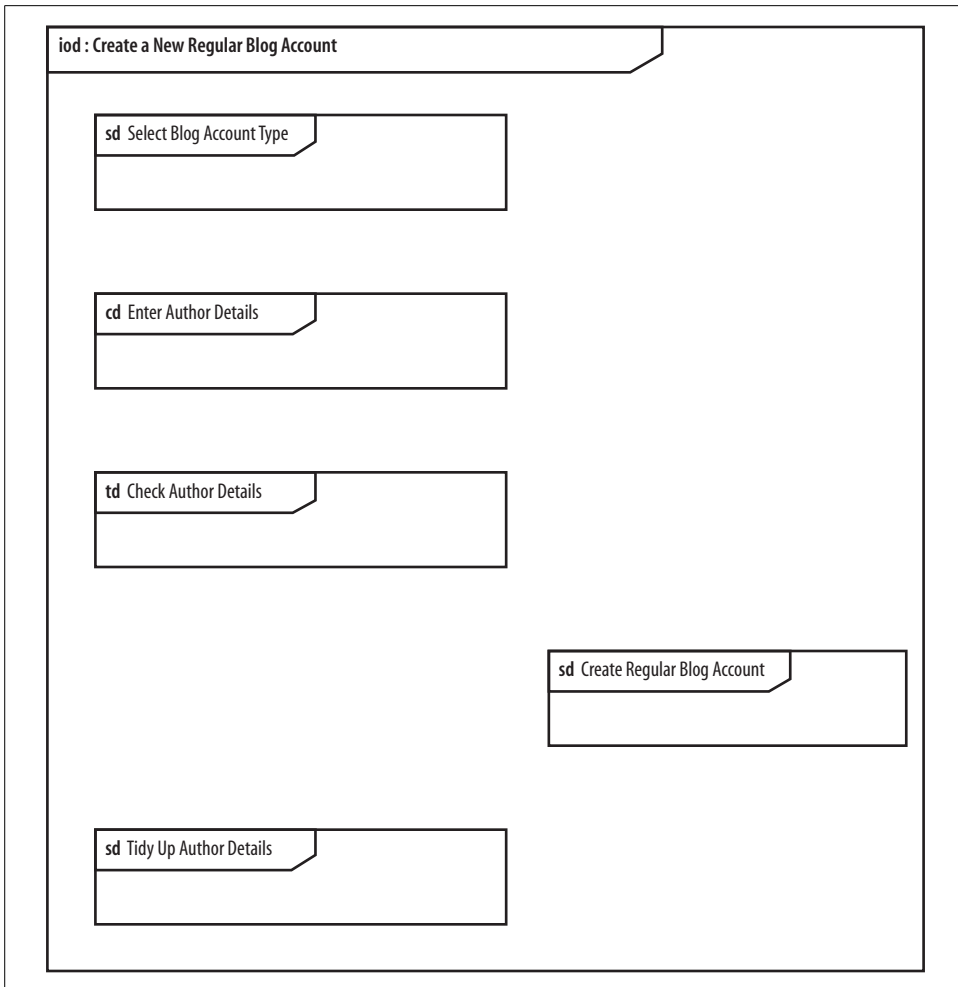 iod : Create a New Regular Blog Account
sd Select Blog Account Type
cd Enter Author Details
td Check Author Details
sd Create Regular Blog Account
sd Tidy Up Author Details